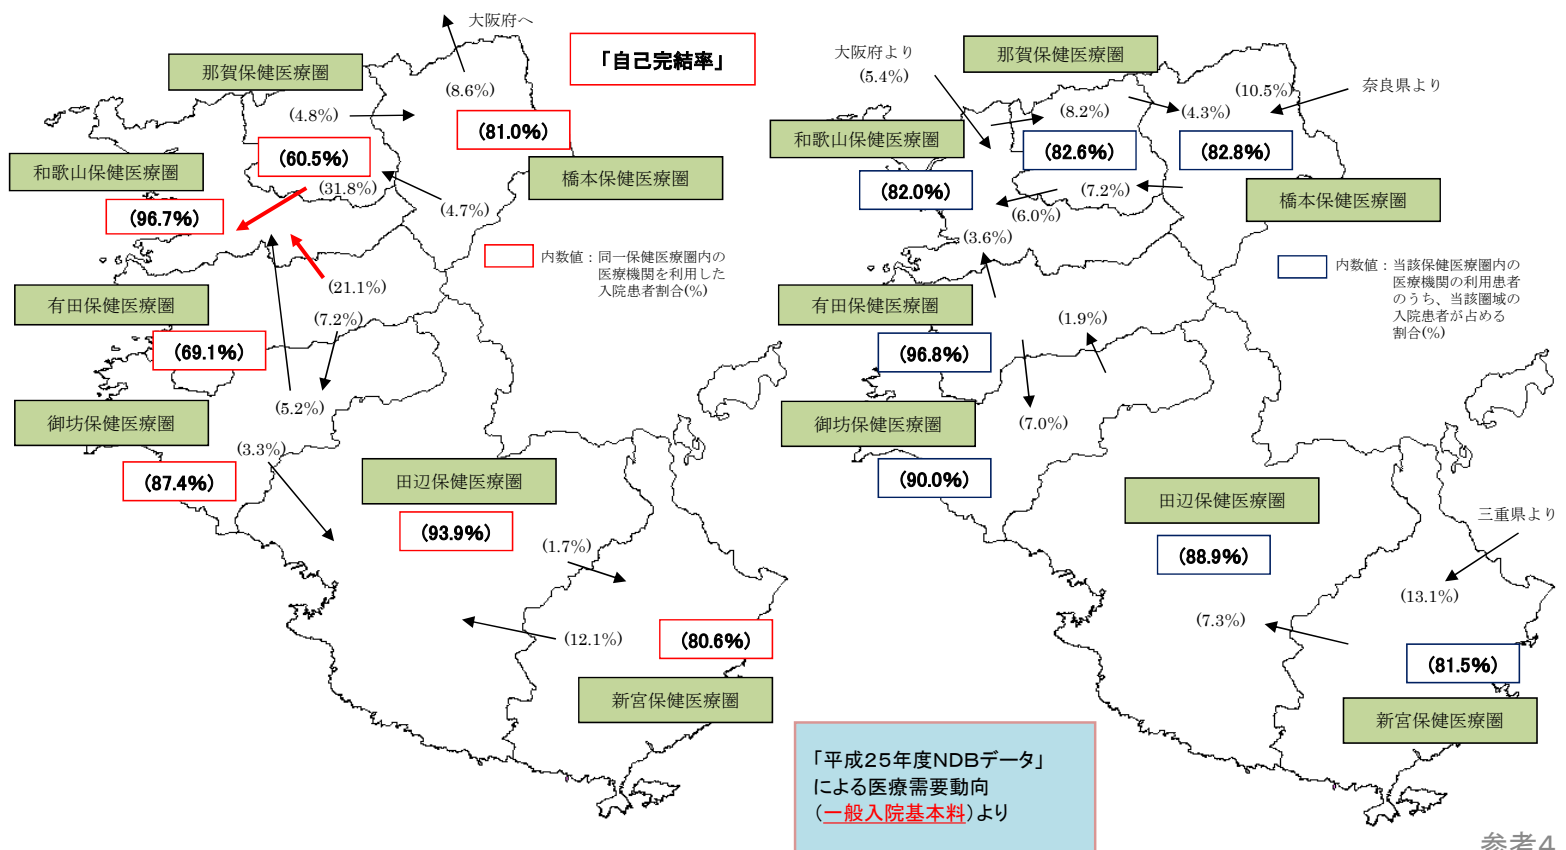 大阪府へ
「自己完結率」
那賀保健医療圏
(8.6%)
(4.8%)
(81.0%)
(60.5%)
和歌山保健医療圏
橋本保健医療圏
(31.8%)
(96.7%)
(4.7%)
内数値：同一保健医療圏内の
医療機関を利用した
入院患者割合(%)
有田保健医療圏
(21.1%)
(7.2%)
(69.1%)
(5.2%)
御坊保健医療圏
(3.3%)
(87.4%)
田辺保健医療圏
(93.9%)
(1.7%)
(12.1%)
(80.6%)
新宮保健医療圏
那賀保健医療圏
大阪府より
(5.4%)
奈良県より
(10.5%)
(8.2%)
(4.3%)
和歌山保健医療圏
(82.6%)
(82.8%)
(82.0%)
(7.2%)
橋本保健医療圏
(6.0%)
(3.6%)
内数値：当該保健医療圏内の
医療機関の利用患者
のうち、当該圏域の
入院患者が占める
割合(%)
有田保健医療圏
(1.9%)
(96.8%)
御坊保健医療圏
(7.0%)
(90.0%)
田辺保健医療圏
三重県より
(88.9%)
(13.1%)
(7.3%)
(81.5%)
新宮保健医療圏
「平成25年度NDBデータ」
による医療需要動向
（一般入院基本料）より
参考4